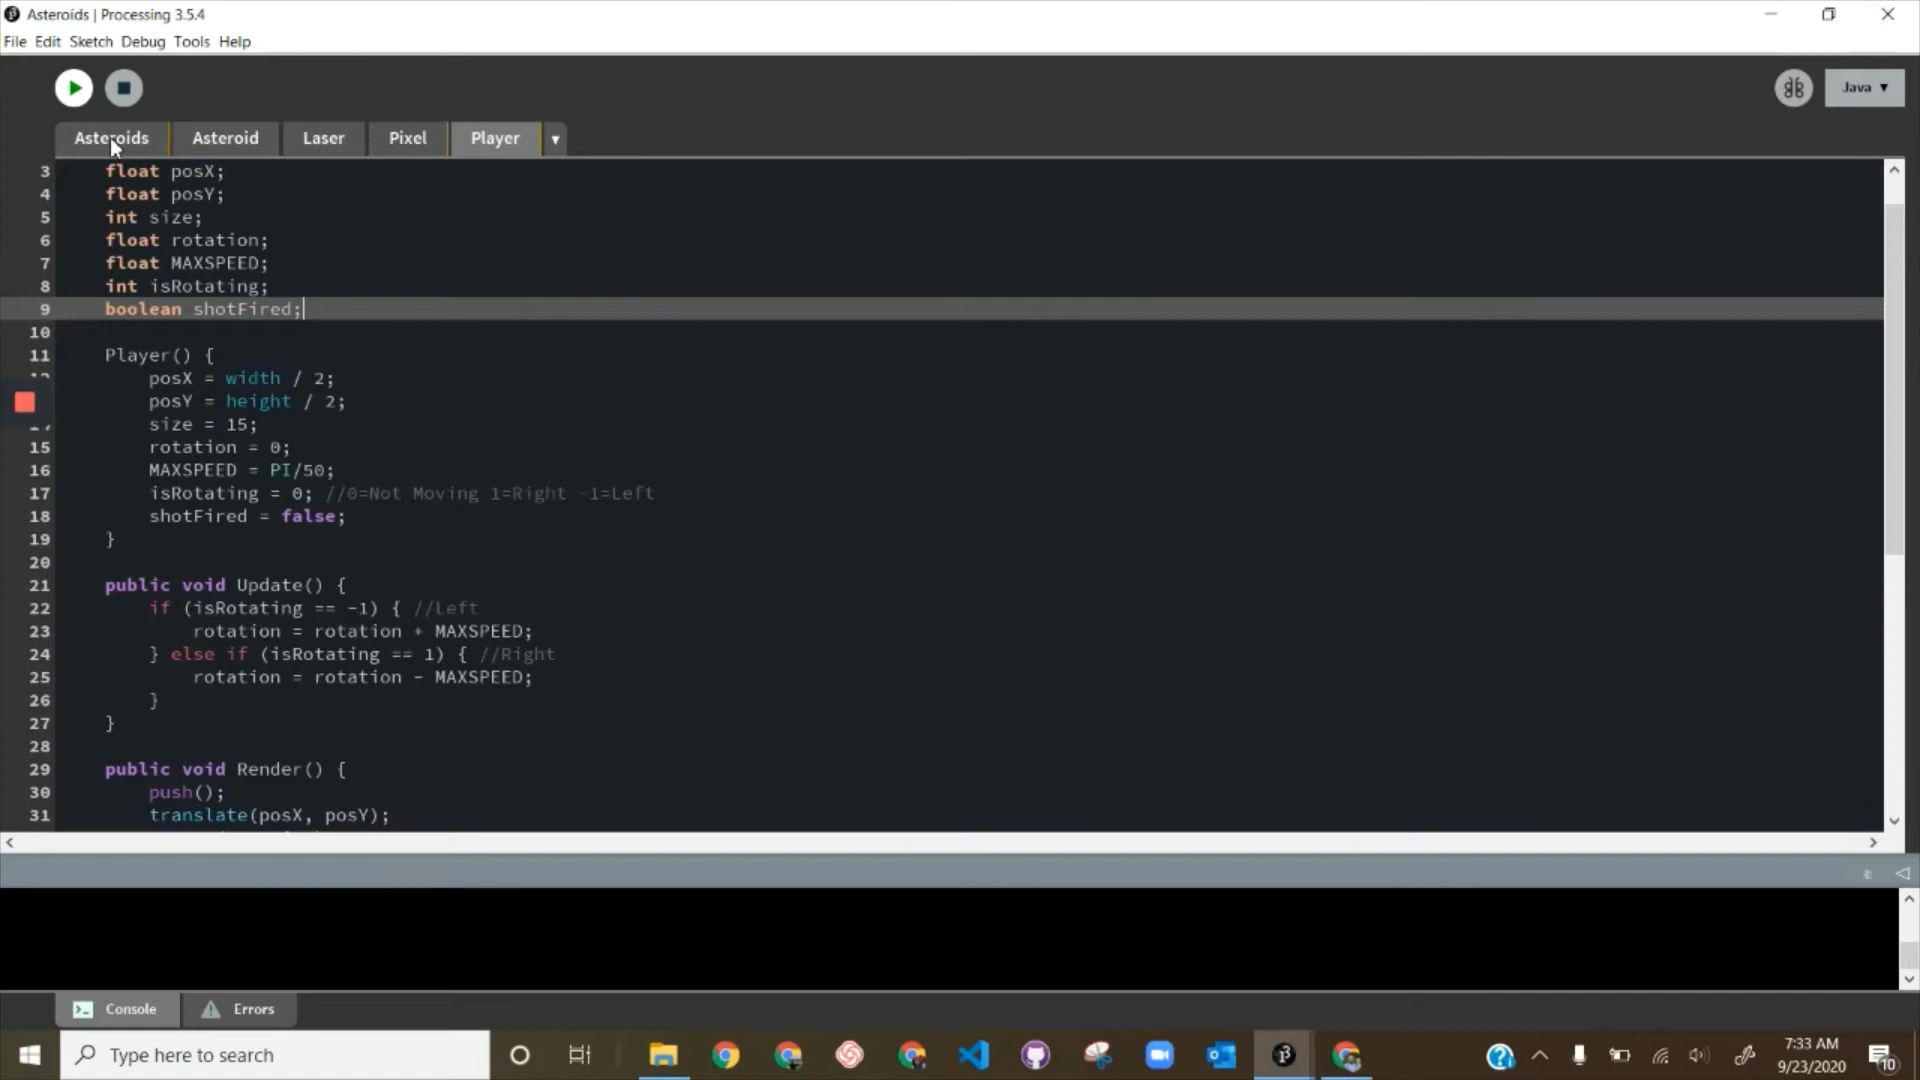 Asteroids | Processing 3.5.4
File Edit Sketch Debug Tools Help
Java ▼
Asteroids Asteroid Laser Pixel Player ▼
3 float posX;
4 float posY;
5 int size;
6 float rotation;
7 float MAXSPEED;
8 int isRotating;
9 boolean shotFired;
10
11 Player() {
posX = width / 2;
posY = height / 2;
size = 15;
15 rotation = 0;
16 MAXSPEED = PI/50;
17 isRotating = 0; //0=Not Moving 1=Right -1=Left
18 shotFired = false;
19 }
20
21 public void Update() {
22 if (isRotating == -1) { //Left
23 rotation = rotation + MAXSPEED;
24 } else if (isRotating == 1) { //Right
25 rotation = rotation - MAXSPEED;
26 }
27 }
28
29 public void Render() {
30 push();
31 translate(posX, posY);
Console Errors
Type here to search
7:33 AM
9/23/2020
10